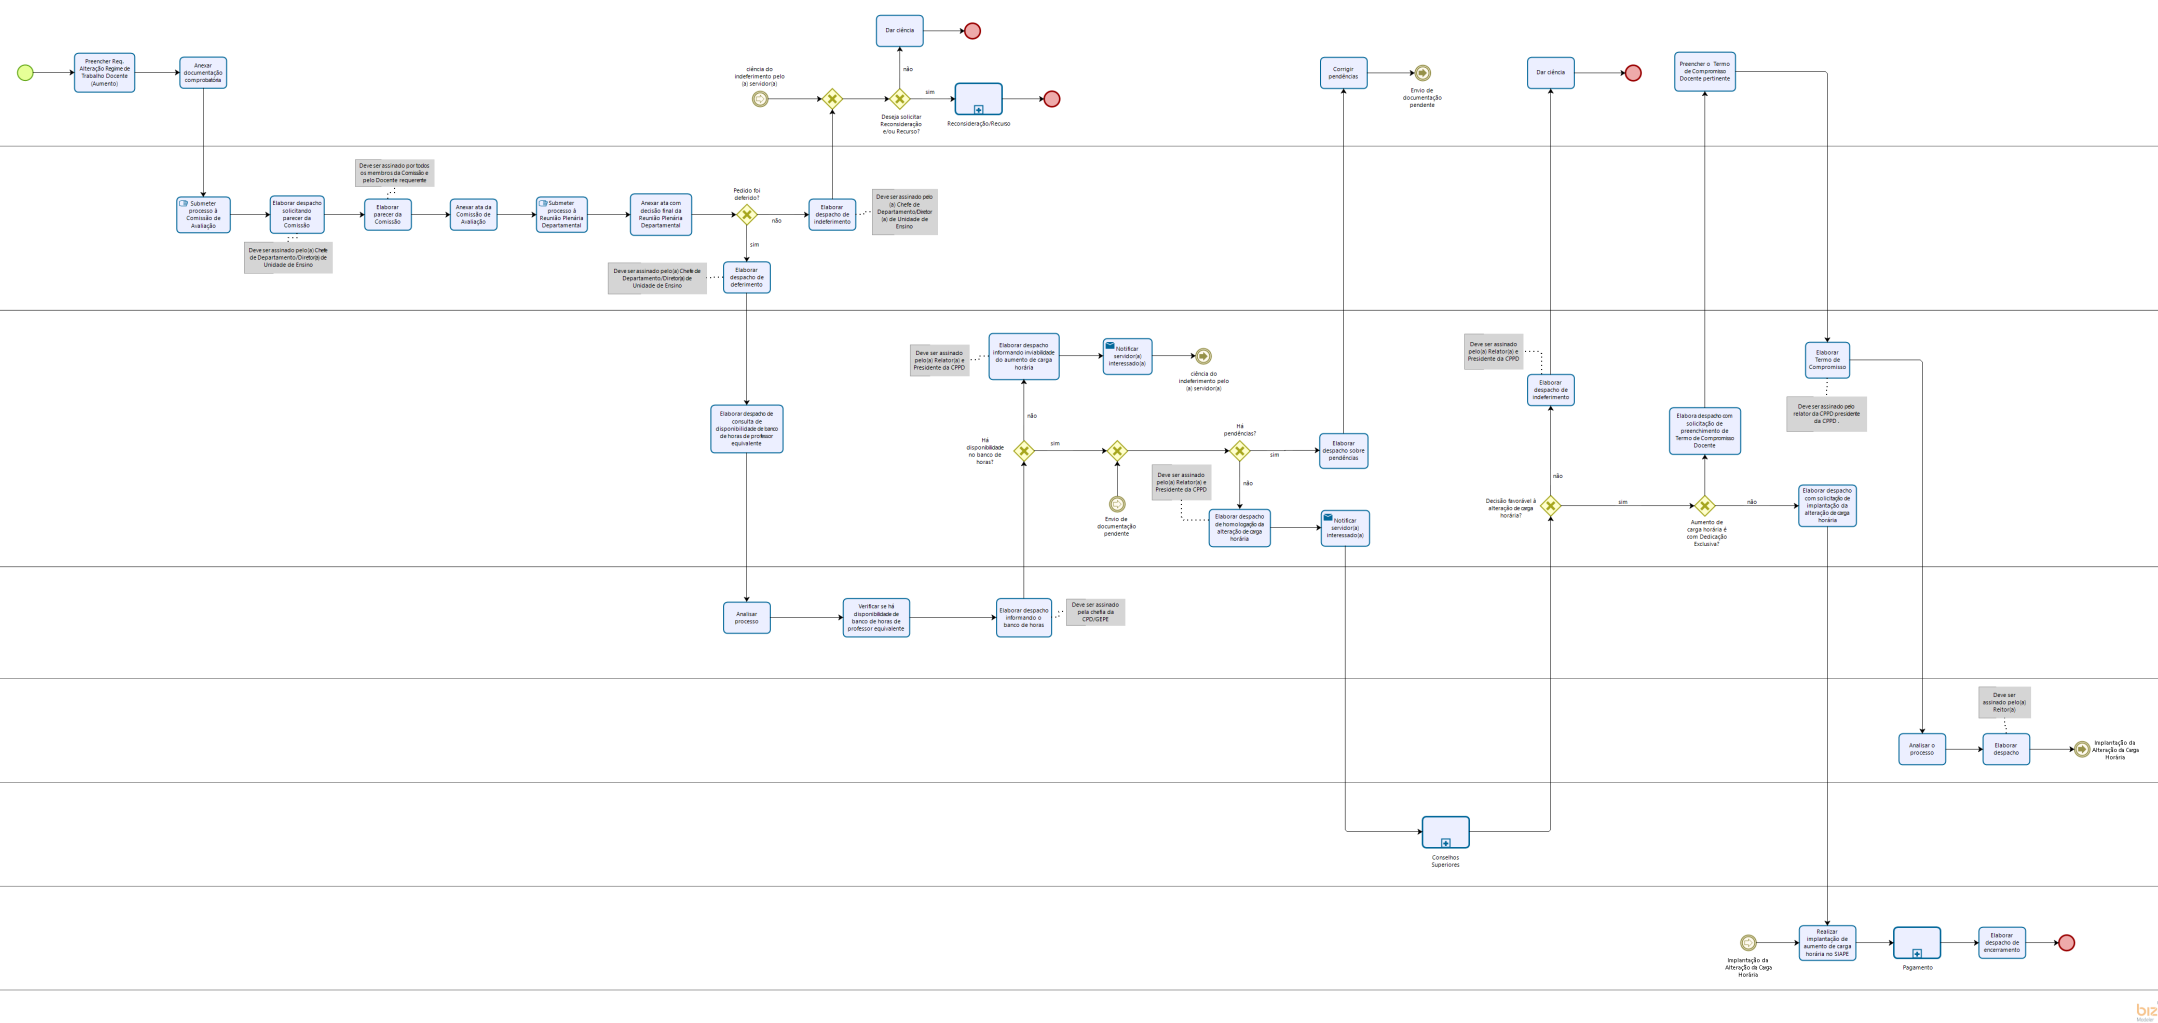 Preencher Req.
Alteração Regime de
Trabalho Docente
(Aumento)
Anexar
documentação
comprobatória
Dar ciência
não
ciência do
indeferimento pelo
(a) servidor(a)
sim
Deseja solicitar
Reconsideração
e/ou Recurso?
Reconsideração/Recurso
Corrigir
pendências
Envio de
documentação
pendente
Dar ciência
Preencher o Termo
de Compromisso
Docente pertinente
Submeter
processo à
Comissão de
Avaliação
Elaborar despacho
solicitando
parecer da
Comissão
Deve ser assinado pelo(a) Chefe
de Departamento/Diretor(a) de
Unidade de Ensino
Deve ser assinado por todos
os membros da Comissão e
pelo Docente requerente
Elaborar
parecer da
Comissão
Anexar ata da
Comissão de
Avaliação
Submeter
processo à
Reunião Plenária
Departamental
Anexar ata com
decisão final da
Reunião Plenária
Departamental
Pedido foi
deferido?
não
sim
Elaborar
despacho de
indeferimento
Deve ser assinado pelo
(a) Chefe de
Departamento/Diretor
(a) de Unidade de
Ensino
Deve ser assinado pelo(a) Chefe de
Departamento/Diretor(a) de
Unidade de Ensino
Elaborar
despacho de
deferimento
Elaborar despacho de
consulta de
disponibilidade de banco
de horas de professor
equivalente
Deve ser assinado
pelo(a) Relator(a) e
Presidente da CPPD
Elaborar despacho
informando inviabilidade
do aumento de carga
horária
Notificar
servidor(a)
interessado(a)
ciência do
indeferimento pelo
(a) servidor(a)
não
Há
disponibilidade
no banco de
horas?
sim
Envio de
documentação
pendente
Há
pendências?
sim
não
Elaborar
despacho sobre
pendências
Deve ser assinado
pelo(a) Relator(a) e
Presidente da CPPD
Elaborar despacho
de homologação da
alteração de carga
horária
Notificar
servidor(a)
interessado(a)
Deve ser assinado
pelo(a) Relator(a) e
Presidente da CPPD
Elaborar
despacho de
indeferimento
não
Decisão favorável à
alteração de carga
horária?
sim
Elabora despacho com
solicitação de
preenchimento de
Termo de Compromisso
Docente
Aumento de
carga horária é
com Dedicação
Exclusiva?
não
Elaborar despacho
com solicitação de
implantação da
alteração de carga
horária
Elaborar
Termo de
Compromisso
Deve ser assinado pelo
relator da CPPD presidente
da CPPD .
Analisar
processo
Verificar se há
disponibilidade de
banco de horas de
professor equivalente
Elaborar despacho
informando o
banco de horas
Deve ser assinado
pela chefia da
CPD/GEPE
Deve ser
assinado pelo(a)
Reitor(a)
Analisar o
processo
Elaborar
despacho
Implantação da
Alteração da Carga
Horária
Conselhos
Superiores
Implantação da
Alteração da Carga
Horária
Realizar
implantação de
aumento de carga
horária no SIAPE
Pagamento
Elaborar
despacho de
encerramento
biz